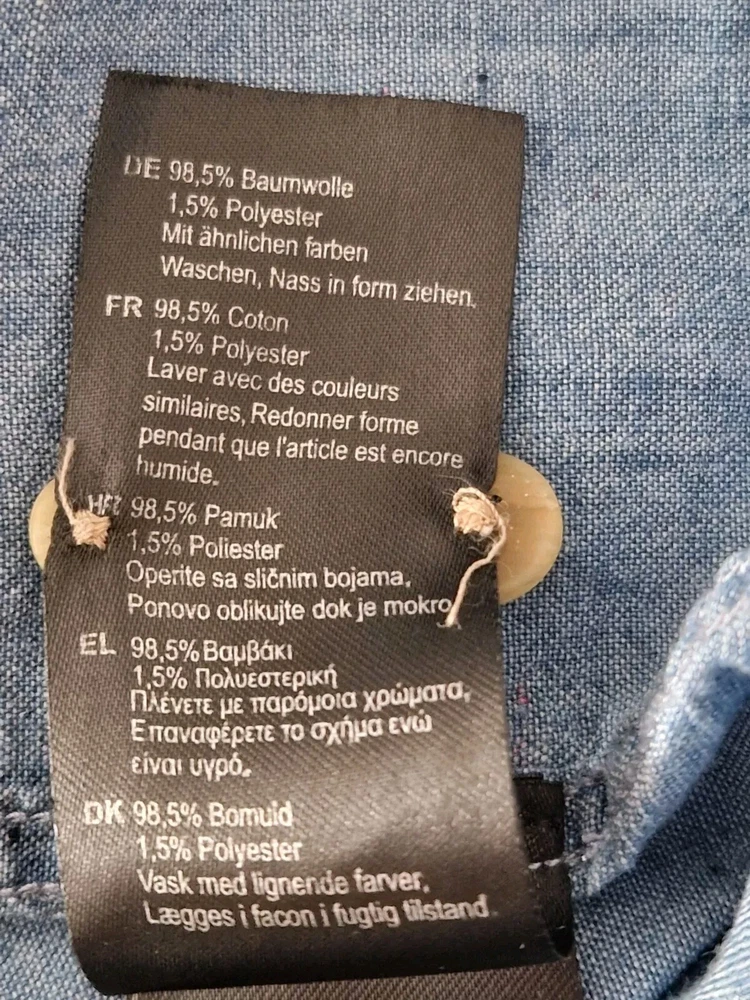 DE 98,5% Baumwolle
1,5% Polyester
Mit ähnlichen farben
Waschen, Nass in form ziehen.
FR 98,5% Coton
1,5% Polyester
Laver avec des couleurs
similaires, Redonner forme
pendant que l'article est encore
humide.
HR 98,5% Pamuk
1,5% Poliester
Operite sa sličnim bojama,
Ponovo oblikujte dok je mokro
EL 98,5% Βαμβάκι
1,5% Πολυεστερική
Πλένετε με παρόμοια χρώματα,
Επαναφέρετε το σχήμα ενώ
είναι υγρό.
DK 98,5% Bomuld
1,5% Polyester
Vask med lignende farver,
Lægges i facon i fugtig tilstand.